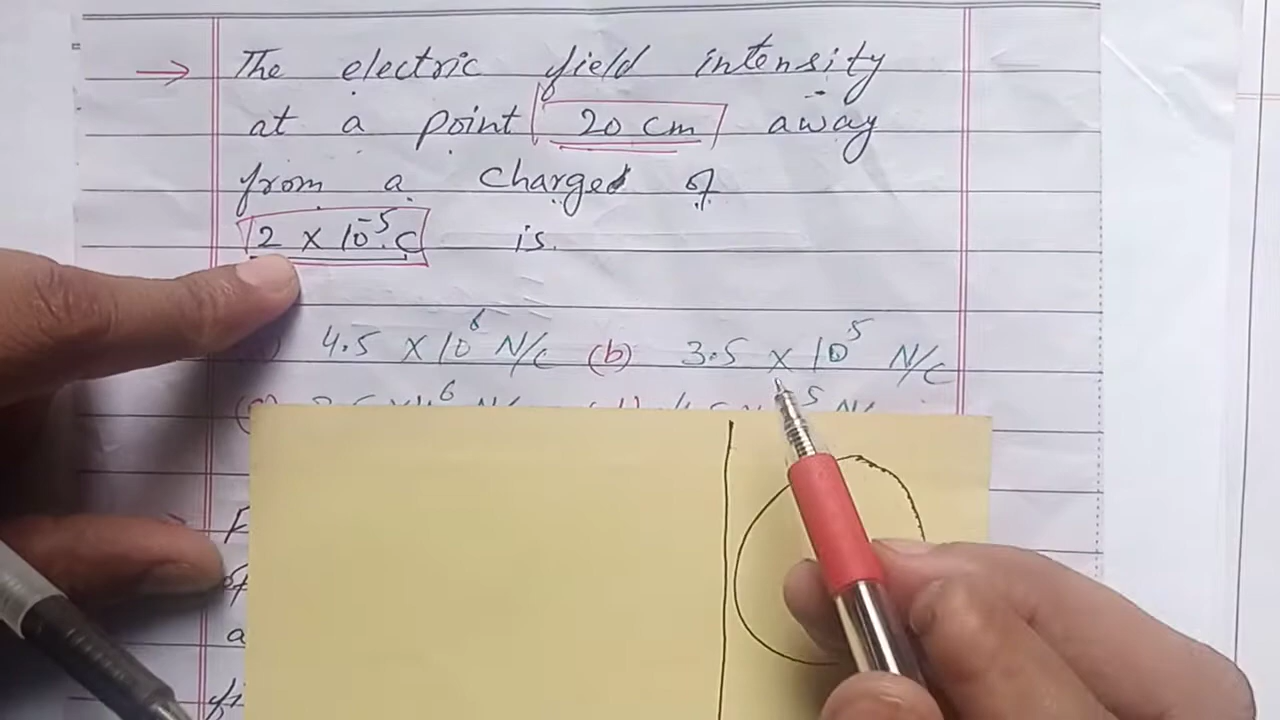 → The electric field intensity
at a point 20 cm away
from a charged of
2 × 10⁻⁵ C is.
4.5 × 10⁶ N/C (b) 3.5 × 10⁵ N/C